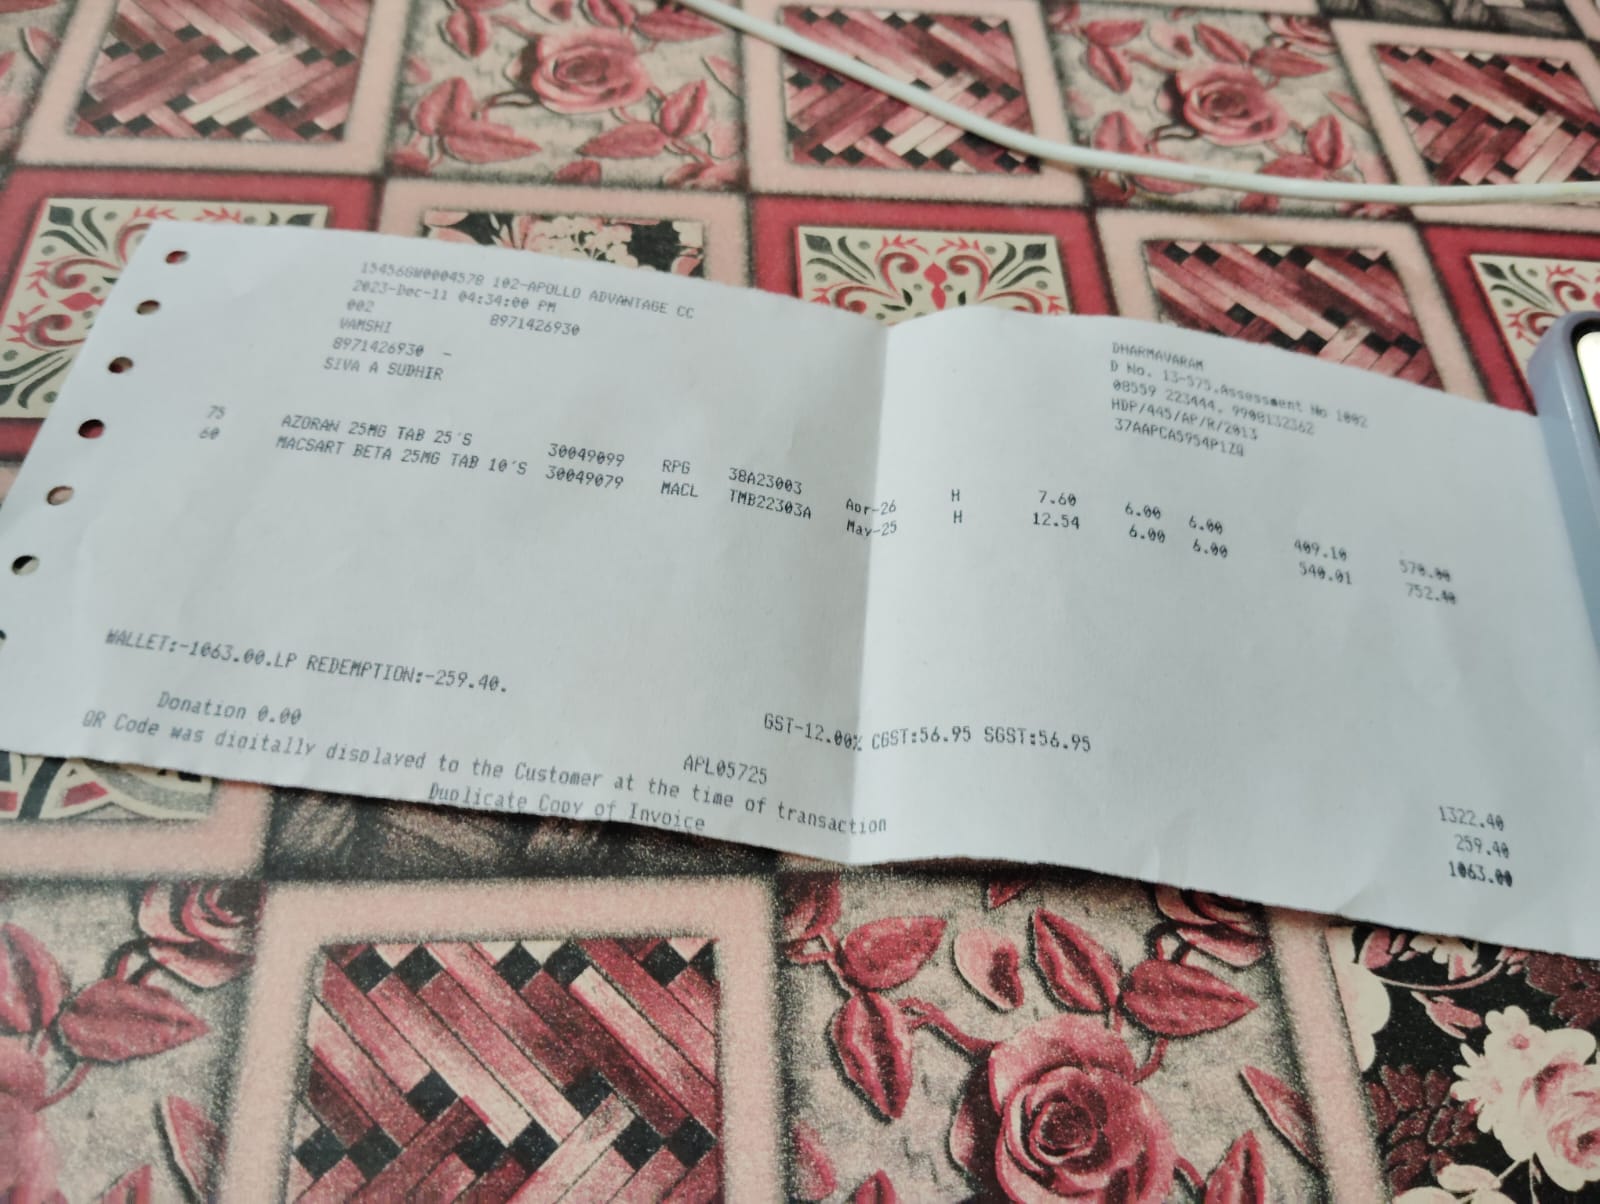 15456GW0004578 102-APOLLO ADVANTAGE CC
2023-Dec-11 04:34:00 PM
002 8971426930
VAMSHI
8971426930 -
SIVA A SUDHIR
DHARMAVARAM
D No. 13-575,Assessment No 1002
08559 223444, 9908132362
HDP/445/AP/R/2013
37AAPCA5954P1ZQ
75 AZORAN 25MG TAB 25'S 30049099 RPG 38A23003 Apr-26 H 7.60 6.00 6.00 409.10 570.00
60 MACSART BETA 25MG TAB 10'S 30049079 MACL TMB22303A May-25 H 12.54 6.00 6.00 540.01 752.40
WALLET:-1063.00.LP REDEMPTION:-259.40.
Donation 0.00 GST-12.00% CGST:56.95 SGST:56.95
APL05725
QR Code was digitally displayed to the Customer at the time of transaction
Duplicate Copy of Invoice
1322.40
259.40
1063.00